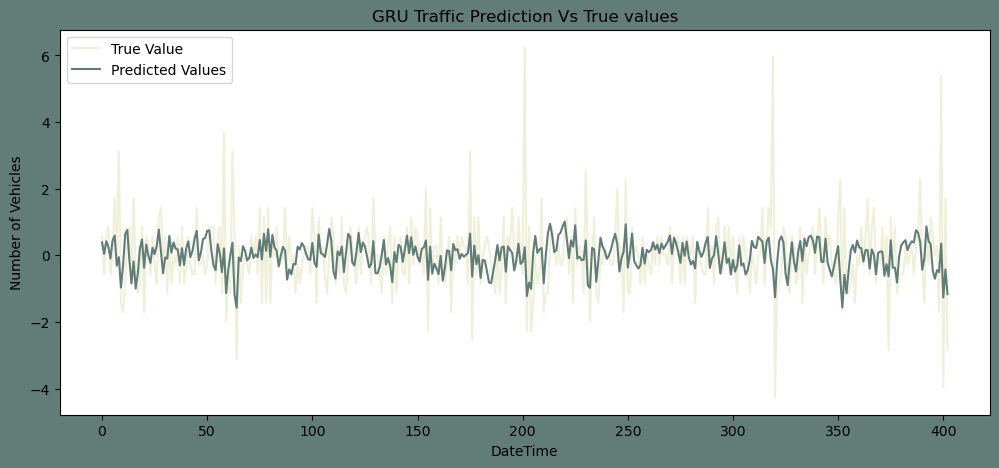 GRU Traffic Prediction Vs True values
True Value
Predicted Values
Number of Vehicles
6
4
2
0
−2
−4
0 50 100 150 200 250 300 350 400
DateTime